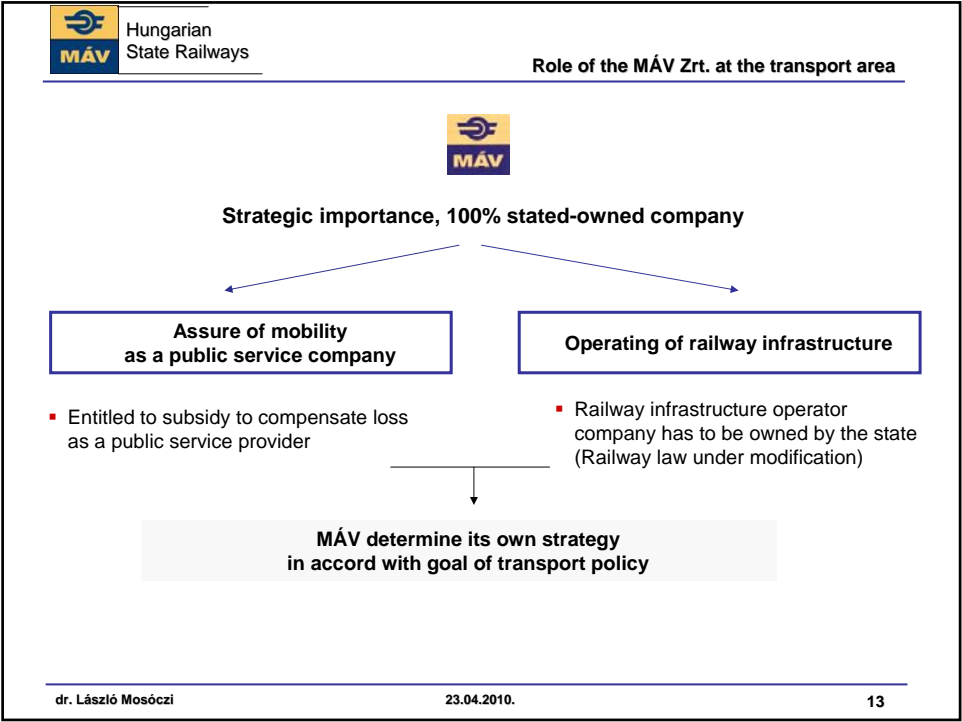 MÁV
Hungarian
State Railways
Role of the MÁV Zrt. at the transport area
MÁV
Strategic importance, 100% stated-owned company
Assure of mobility
as a public service company
Operating of railway infrastructure
▪ Entitled to subsidy to compensate loss
as a public service provider
▪ Railway infrastructure operator
company has to be owned by the state
(Railway law under modification)
MÁV determine its own strategy
in accord with goal of transport policy
dr. László Mosóczi
23.04.2010.
13